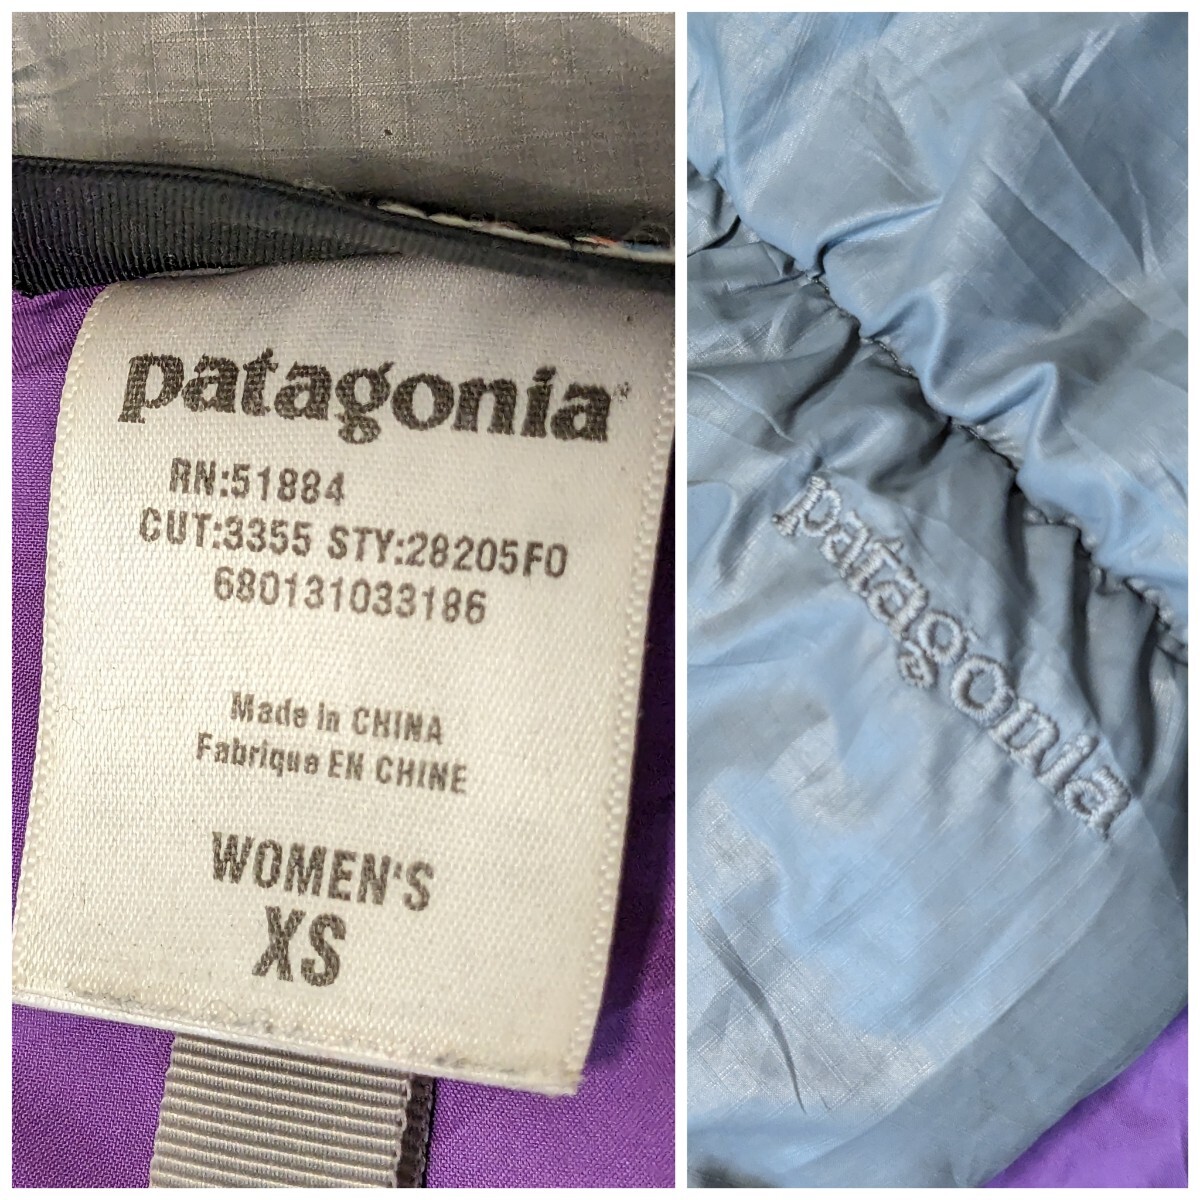 patagonia
RN:51884
CUT:3355 STY:28205F0
680131033186
Made in CHINA
Fabrique EN CHINE
WOMEN'S
XS
patagonia